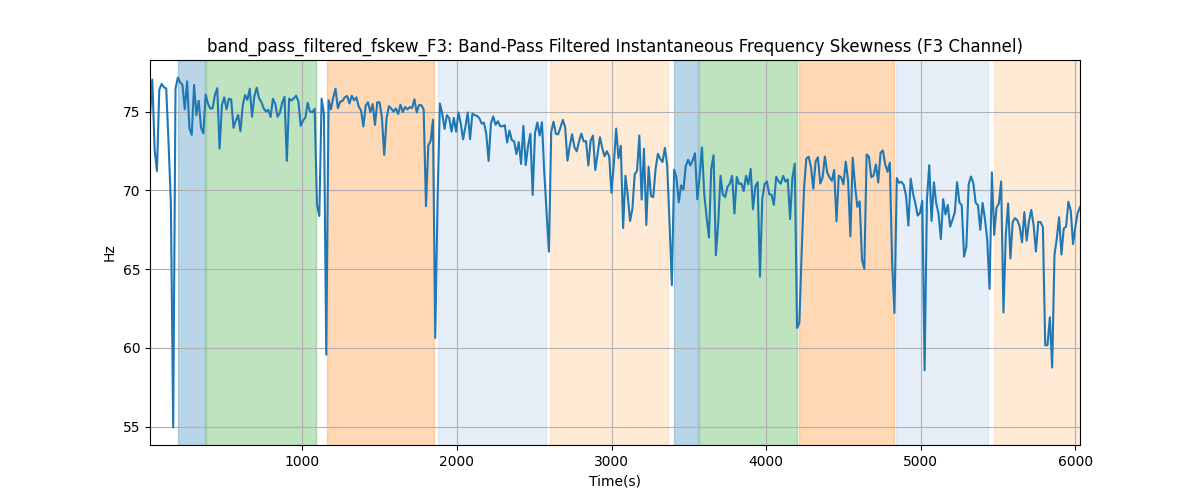 band_pass_filtered_fskew_F3: Band-Pass Filtered Instantaneous Frequency Skewness (F3 Channel)
75
70
65
60
55
Hz
1000 2000 3000 4000 5000 6000
Time(s)